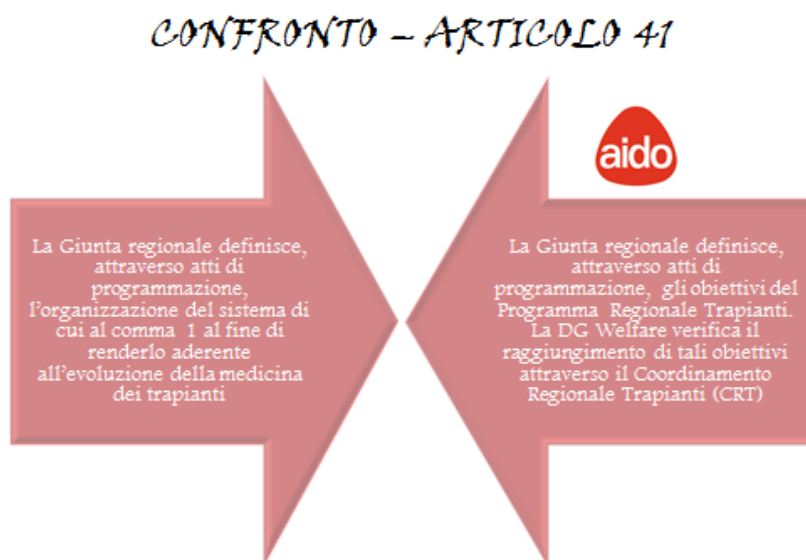 CONFRONTO – ARTICOLO 41
aido
La Giunta regionale definisce,
attraverso atti di
programmazione,
l'organizzazione del sistema di
cui al comma 1 al fine di
renderlo aderente
all'evoluzione della medicina
dei trapianti
La Giunta regionale definisce,
attraverso atti di
programmazione, gli obiettivi del
Programma Regionale Trapianti.
La DG Welfare verifica il
raggiungimento di tali obiettivi
attraverso il Coordinamento
Regionale Trapianti (CRT)